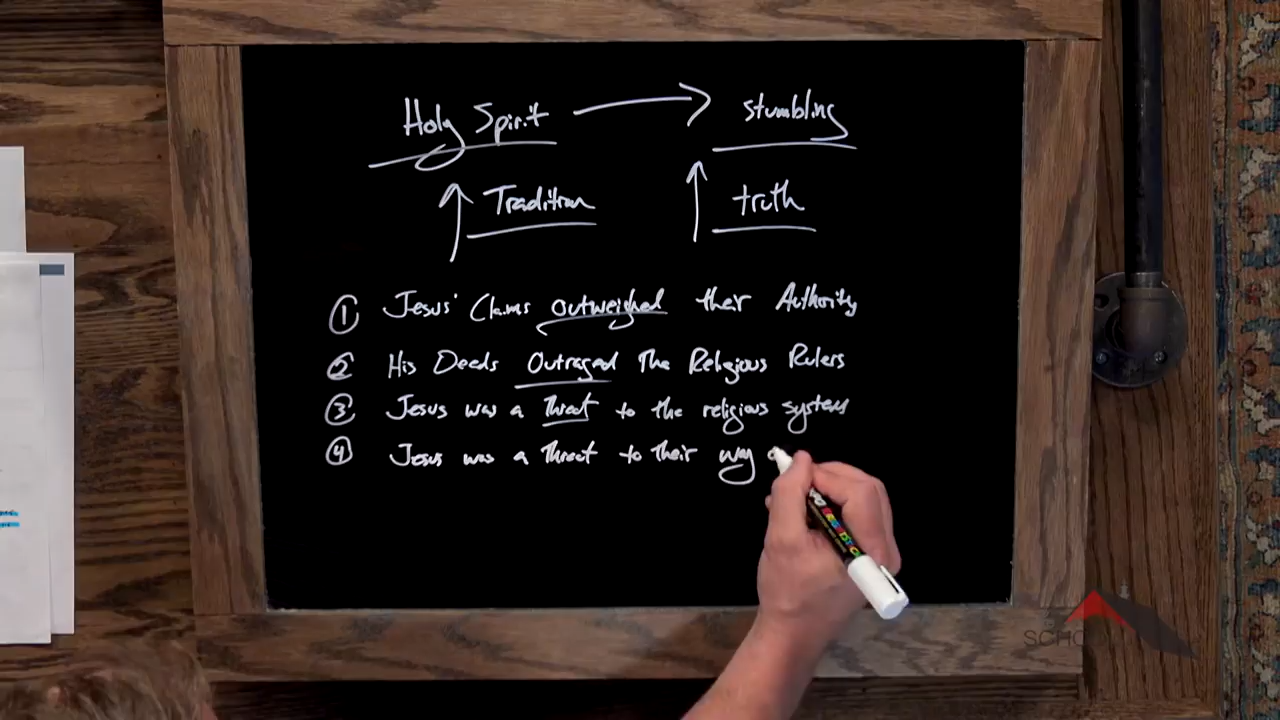 Holy Spirit → stumbling
↑ Tradition ↑ truth
① Jesus' Claims outweighed their Authority
② His Deeds Outraged The Religious Rulers
③ Jesus was a Threat to the religious system
④ Jesus was a Threat to their way